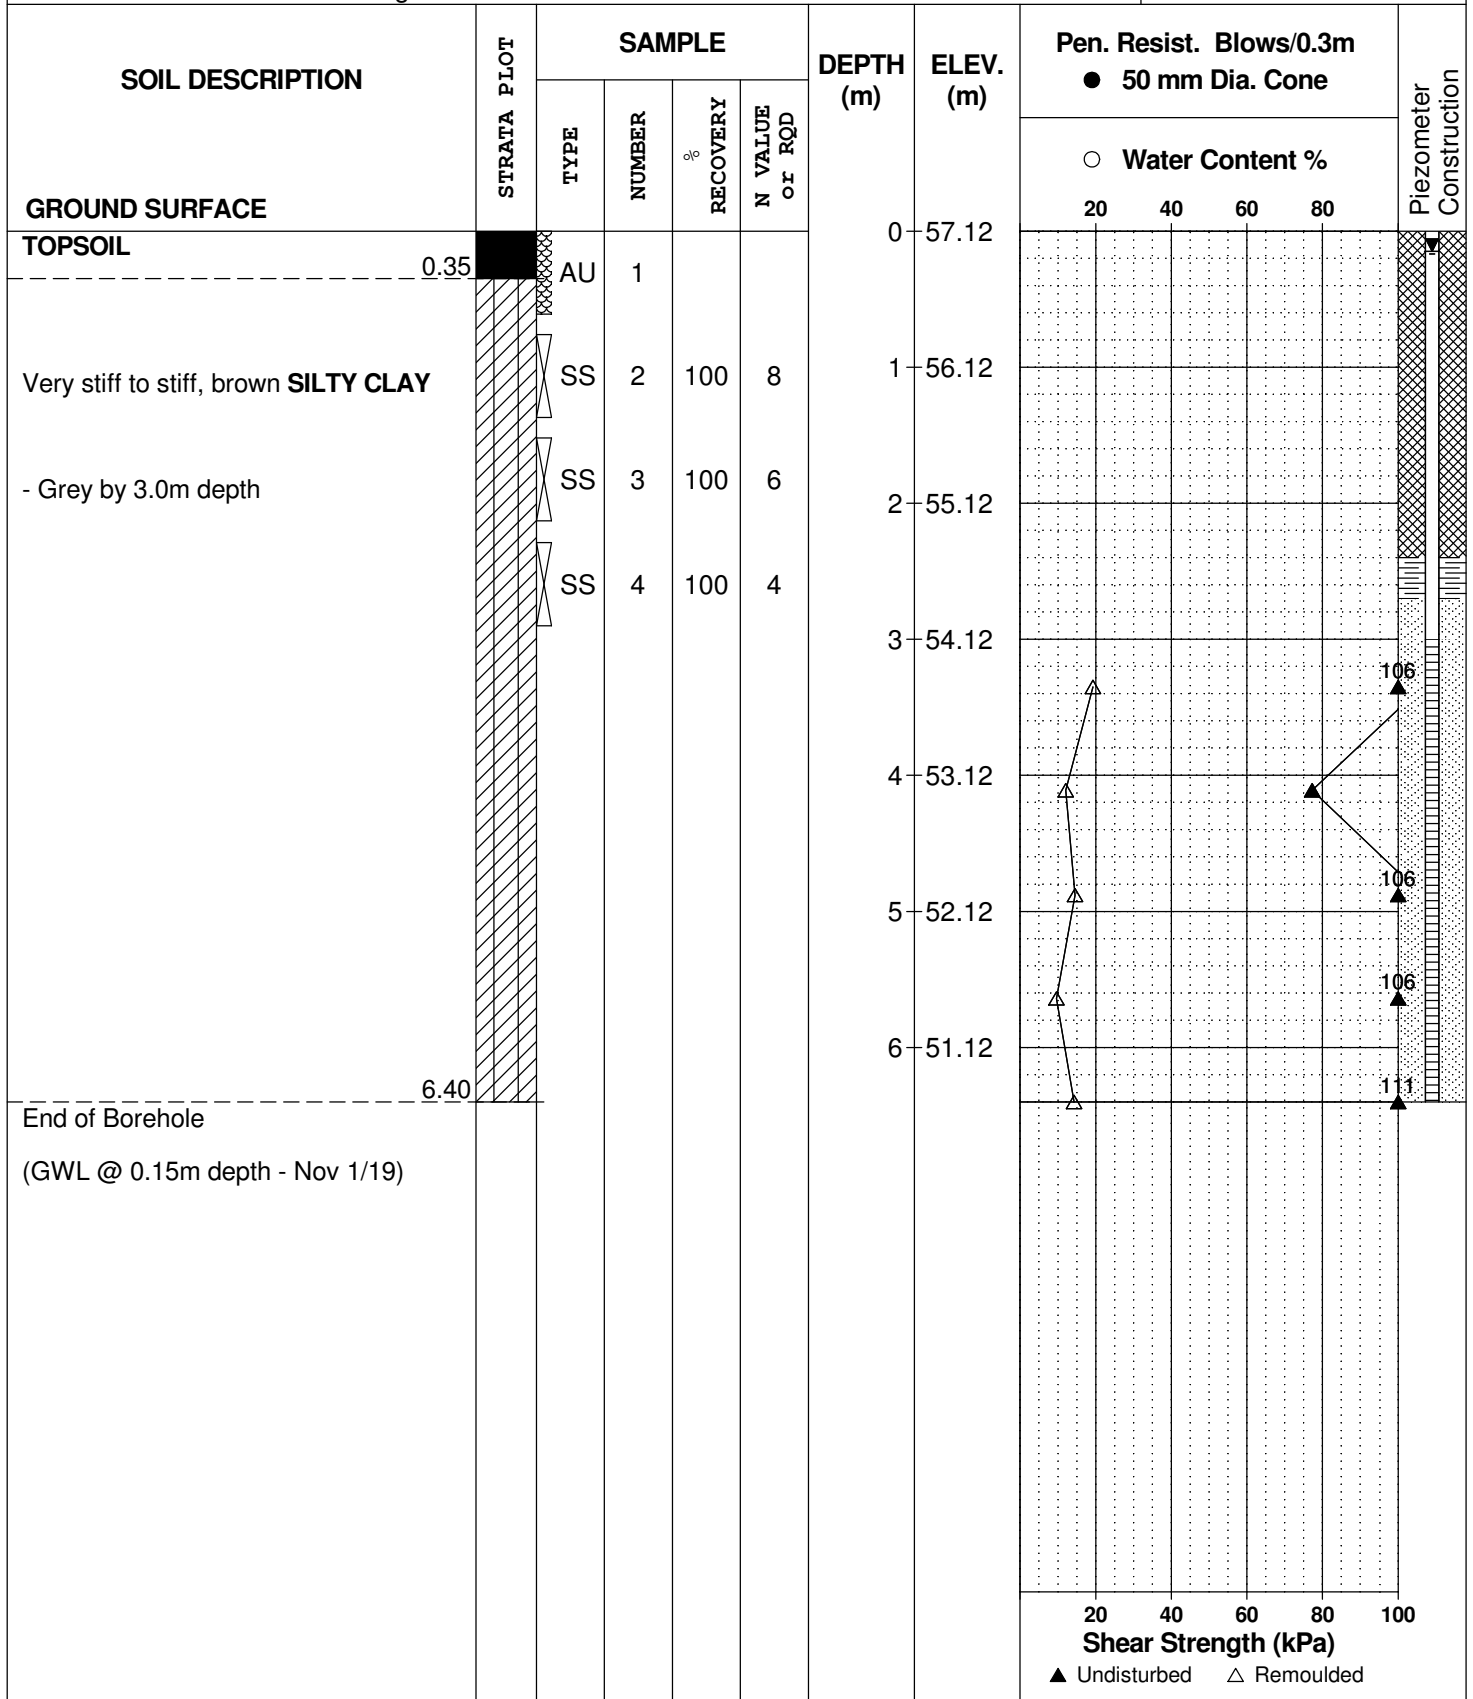 SOIL DESCRIPTION
GROUND SURFACE
STRATA PLOT
SAMPLE
TYPE
NUMBER
% RECOVERY
N VALUE or RQD
DEPTH (m)
ELEV. (m)
Pen. Resist. Blows/0.3m
● 50 mm Dia. Cone
○ Water Content %
20 40 60 80
Piezometer Construction
TOPSOIL
0.35
AU 1
0 57.12
Very stiff to stiff, brown SILTY CLAY
SS 2 100 8
1 56.12
- Grey by 3.0m depth
SS 3 100 6
2 55.12
SS 4 100 4
3 54.12
106
4 53.12
106
5 52.12
106
6 51.12
6.40
111
End of Borehole
(GWL @ 0.15m depth - Nov 1/19)
20 40 60 80 100
Shear Strength (kPa)
▲ Undisturbed △ Remoulded